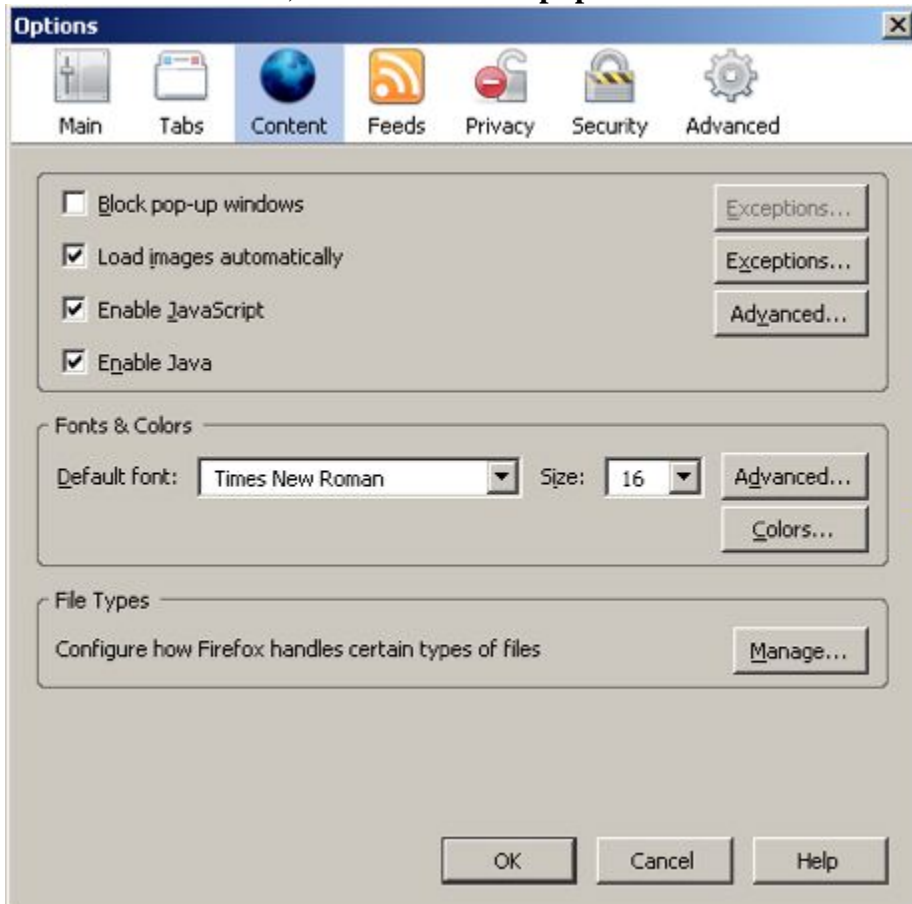 Options
Main Tabs Content Feeds Privacy Security Advanced
Block pop-up windows Exceptions...
Load images automatically Exceptions...
Enable JavaScript Advanced...
Enable Java
Fonts & Colors
Default font: Times New Roman Size: 16 Advanced...
Colors...
File Types
Configure how Firefox handles certain types of files Manage...
OK Cancel Help